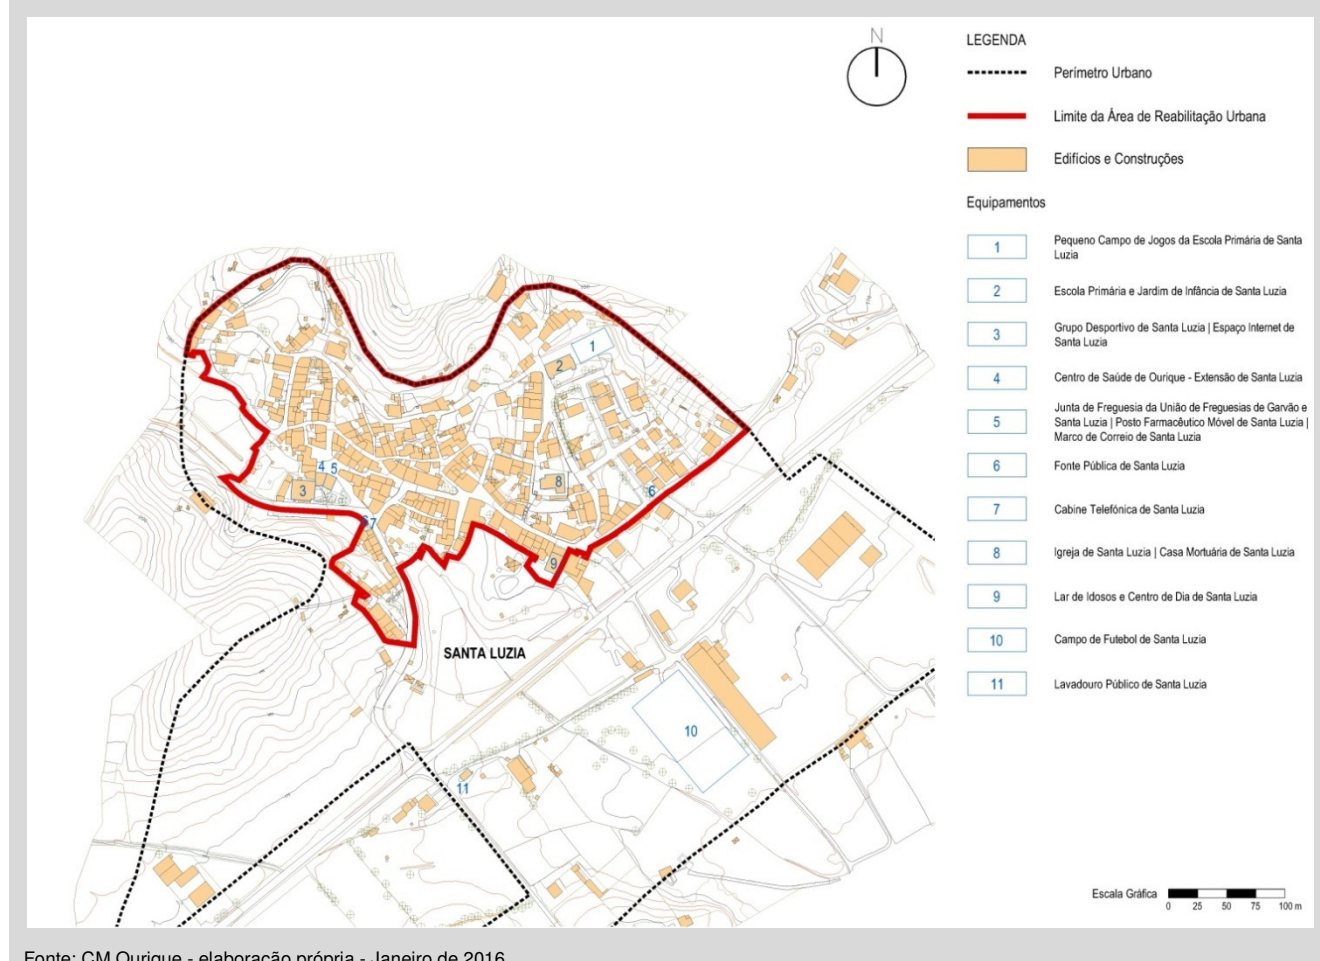 N
LEGENDA
Perímetro Urbano
Limite da Área de Reabilitação Urbana
Edifícios e Construções
Equipamentos
1
Pequeno Campo de Jogos da Escola Primária de Santa
Luzia
2
Escola Primária e Jardim de Infância de Santa Luzia
3
Grupo Desportivo de Santa Luzia | Espaço Internet de
Santa Luzia
4
Centro de Saúde de Ourique - Extensão de Santa Luzia
5
Junta de Freguesia da União de Freguesias de Garvão e
Santa Luzia | Posto Farmacêutico Móvel de Santa Luzia |
Marco de Correio de Santa Luzia
6
Fonte Pública de Santa Luzia
7
Cabine Telefónica de Santa Luzia
8
Igreja de Santa Luzia | Casa Mortuária de Santa Luzia
9
Lar de Idosos e Centro de Dia de Santa Luzia
10
Campo de Futebol de Santa Luzia
11
Lavadouro Público de Santa Luzia
1
2
4
5
3
8
6
7
9
SANTA LUZIA
10
11
Escala Gráfica
0 25 50 75 100 m
Fonte: CM Ourique - elaboração própria - Janeiro de 2016